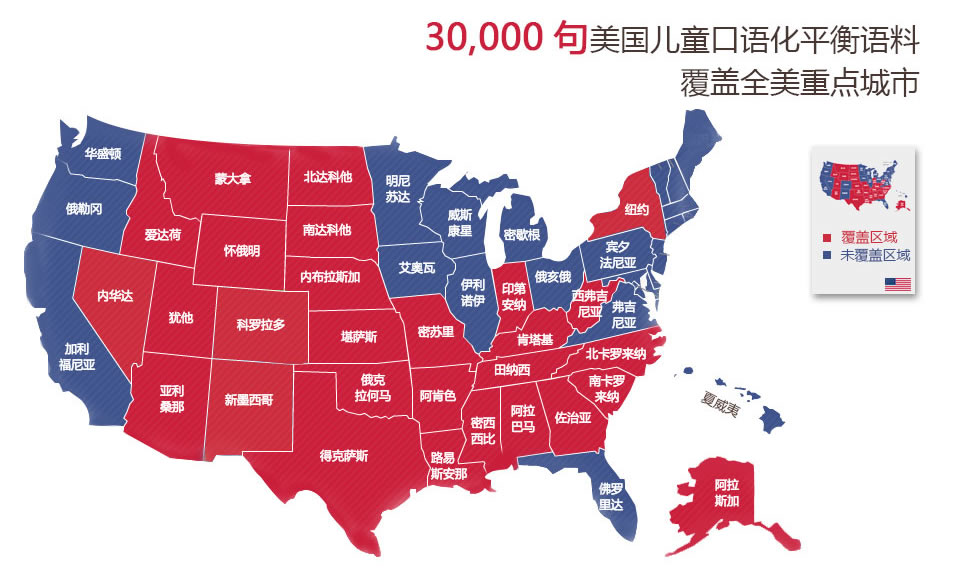 30,000 句美国儿童口语化平衡语料
覆盖全美重点城市
华盛顿
俄勒冈
加利
福尼亚
内华达
爱达荷
蒙大拿
怀俄明
犹他
科罗拉多
亚利
桑那
新墨西哥
北达科他
南达科他
内布拉斯加
堪萨斯
俄克
拉何马
得克萨斯
明尼
苏达
艾奥瓦
密苏里
阿肯色
路易
斯安那
威斯
康星
伊利
诺伊
密歇根
印第
安纳
俄亥俄
肯塔基
田纳西
密西
西比
阿拉
巴马
佐治亚
佛罗
里达
南卡罗
来纳
北卡罗来纳
西弗吉
尼亚
弗吉
尼亚
宾夕
法尼亚
纽约
夏威夷
阿拉
斯加
覆盖区域
未覆盖区域